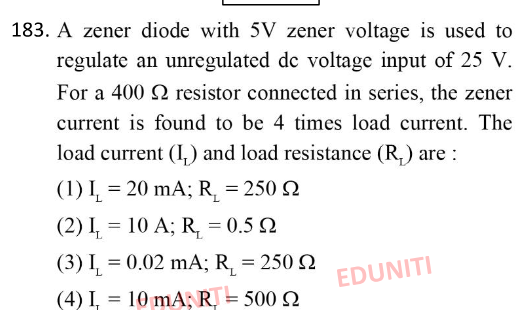 183. A zener diode with 5V zener voltage is used to
regulate an unregulated dc voltage input of 25 V.
For a 400 Ω resistor connected in series, the zener
current is found to be 4 times load current. The
load current (I_L) and load resistance (R_L) are :
(1) I_L = 20 mA; R_L = 250 Ω
(2) I_L = 10 A; R_L = 0.5 Ω
(3) I_L = 0.02 mA; R_L = 250 Ω
EDUNITI
(4) I_L = 10 mA; R_L = 500 Ω
EDUNITI